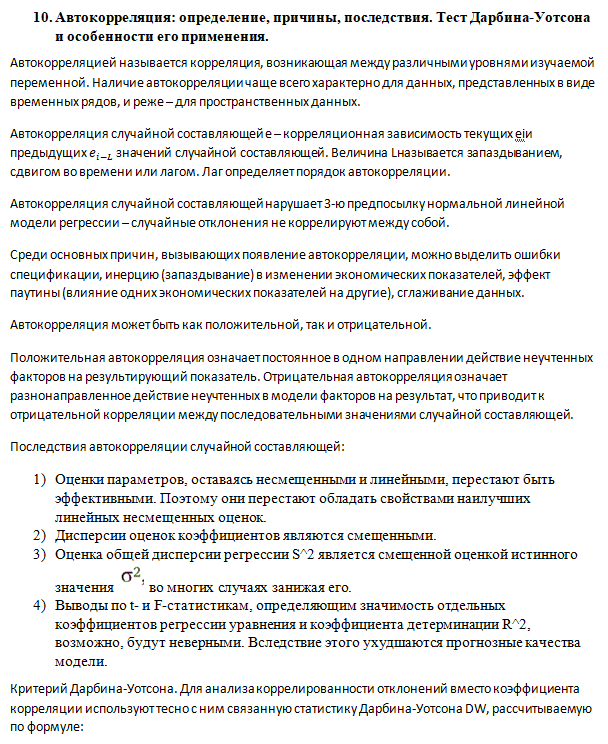 10. Автокорреляция: определение, причины, последствия. Тест Дарбина-Уотсона
и особенности его применения.
Автокорреляцией называется корреляция, возникающая между различными уровнями изучаемой
переменной. Наличие автокорреляции чаще всего характерно для данных, представленных в виде
временных рядов, и реже – для пространственных данных.
Автокорреляция случайной составляющей e – корреляционная зависимость текущих eiи
предыдущих e_{i−L} значений случайной составляющей. Величина Lназывается запаздыванием,
сдвигом во времени или лагом. Лаг определяет порядок автокорреляции.
Автокорреляция случайной составляющей нарушает 3-ю предпосылку нормальной линейной
модели регрессии – случайные отклонения не коррелируют между собой.
Среди основных причин, вызывающих появление автокорреляции, можно выделить ошибки
спецификации, инерцию (запаздывание) в изменении экономических показателей, эффект
паутины (влияние одних экономических показателей на другие), сглаживание данных.
Автокорреляция может быть как положительной, так и отрицательной.
Положительная автокорреляция означает постоянное в одном направлении действие неучтенных
факторов на результирующий показатель. Отрицательная автокорреляция означает
разнонаправленное действие неучтенных в модели факторов на результат, что приводит к
отрицательной корреляции между последовательными значениями случайной составляющей.
Последствия автокорреляции случайной составляющей:
1) Оценки параметров, оставаясь несмещенными и линейными, перестают быть
эффективными. Поэтому они перестают обладать свойствами наилучших
линейных несмещенных оценок.
2) Дисперсии оценок коэффициентов являются смещенными.
3) Оценка общей дисперсии регрессии S^2 является смещенной оценкой истинного
значения σ², во многих случаях занижая его.
4) Выводы по t- и F-статистикам, определяющим значимость отдельных
коэффициентов регрессии уравнения и коэффициента детерминации R^2,
возможно, будут неверными. Вследствие этого ухудшаются прогнозные качества
модели.
Критерий Дарбина-Уотсона. Для анализа коррелированности отклонений вместо коэффициента
корреляции используют тесно с ним связанную статистику Дарбина-Уотсона DW, рассчитываемую
по формуле: